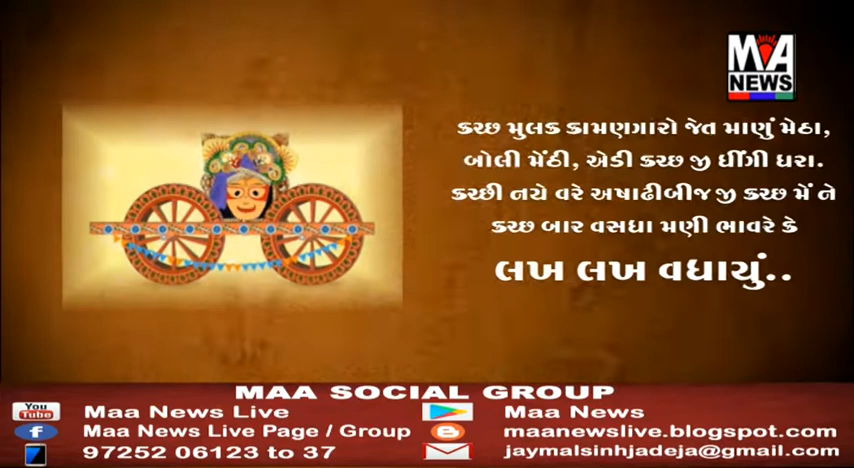 MAA
NEWS
કચ્છ મુલક કામણગારો જેત માણું મેઠા,
બોલી મેંઠી, એડી કચ્છ જી ધીંગી ધરા.
કચ્છી નયે વરે અષાઢીબીજ જી કચ્છ મેં ને
કચ્છ બાર વસધા મણી ભાવરે કે
લખ લખ વધાયું..
MAA SOCIAL GROUP
You Tube Maa News Live
Maa News
f Maa News Live Page / Group
maanewslive.blogspot.com
97252 06123 to 37
jaymalsinhjadeja@gmail.com